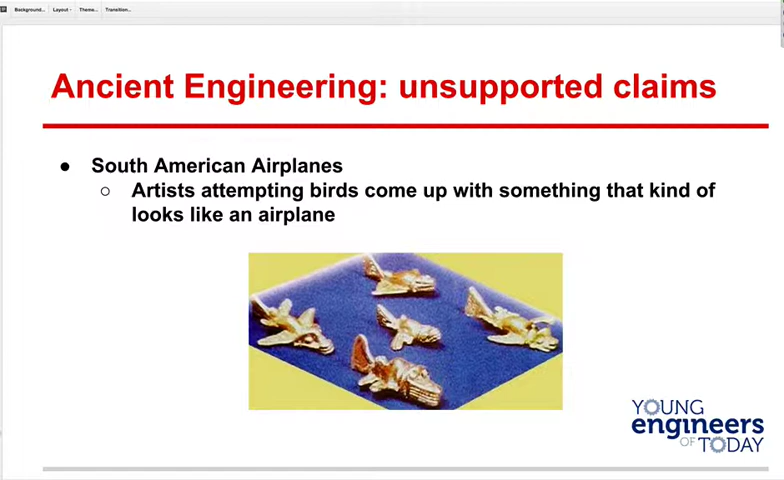 Background... Layout Theme... Transition...
Ancient Engineering: unsupported claims
● South American Airplanes
○ Artists attempting birds come up with something that kind of
looks like an airplane
YOUNG
engineers
OF TODAY